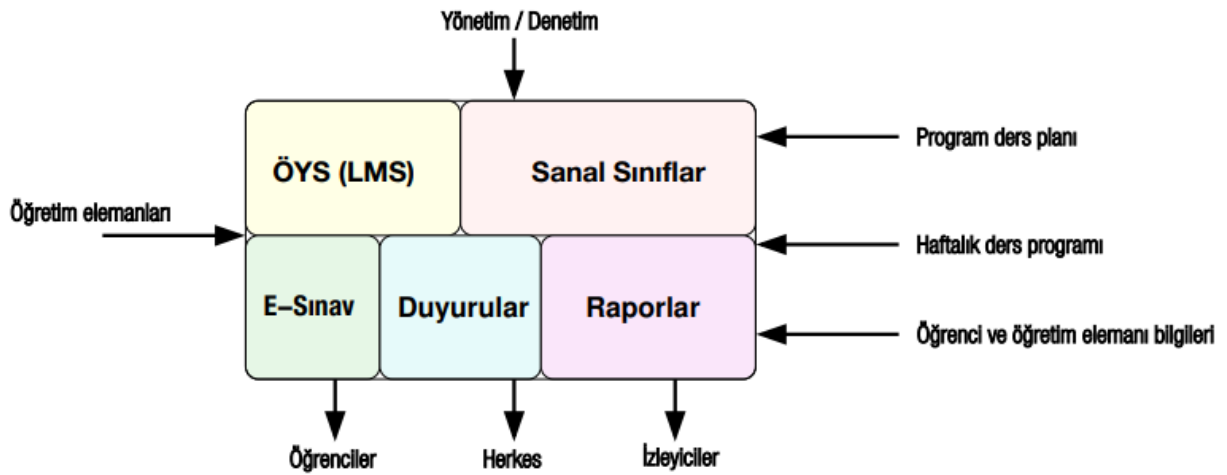 Yönetim / Denetim
ÖYS (LMS)
Sanal Sınıflar
Program ders planı
Öğretim elemanları
Haftalık ders programı
E–Sınav
Duyurular
Raporlar
Öğrenci ve öğretim elemanı bilgileri
Öğrenciler
Herkes
İzleyiciler